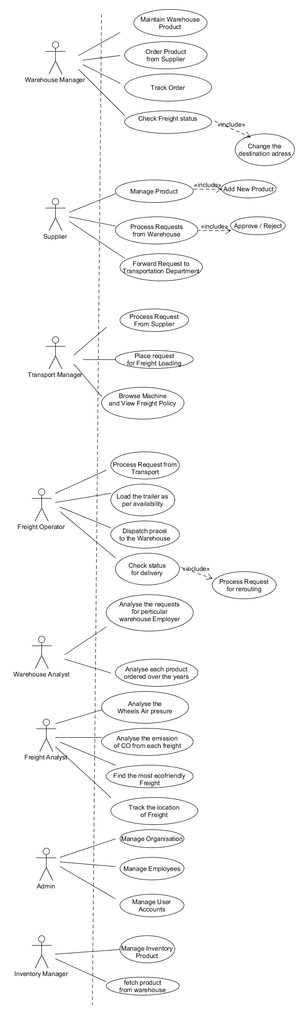 Maintain Warehouse
Product
Warehouse Manager
Order Product
from Supplier
Track Order
Check Freight status
«include»
Change the
destination adress
Supplier
Manage Product
«include»
Add New Product
Process Requests
from Warehouse
«include»
Approve / Reject
Forward Request to
Transportation Department
Transport Manager
Process Request
From Supplier
Place request
for Freight Loading
Browse Machine
and View Freight Policy
Freight Operator
Process Request from
Transport
Load the trailer as
per availability
Dispatch pracel
to the Warehouse
Check status
for delivery
«include»
Process Request
for rerouting
Warehouse Analyst
Analyse the requests
for perticular
warehouse Employer
Analyse each product
ordered over the years
Freight Analyst
Analyse the
Wheels Air presure
Analyse the emission
of CO from each freight
Find the most ecofriendly
Freight
Track the location
of Freight
Admin
Manage Organisation
Manage Employees
Manage User
Accounts
Inventory Manager
Manage Inventory
Product
fetch product
from warehouse